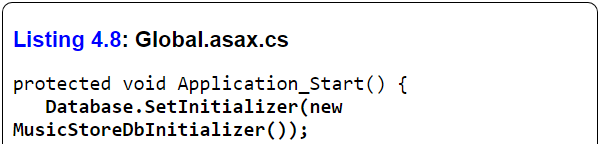 Listing 4.8: Global.asax.cs
protected void Application_Start() {
   Database.SetInitializer(new
MusicStoreDbInitializer());